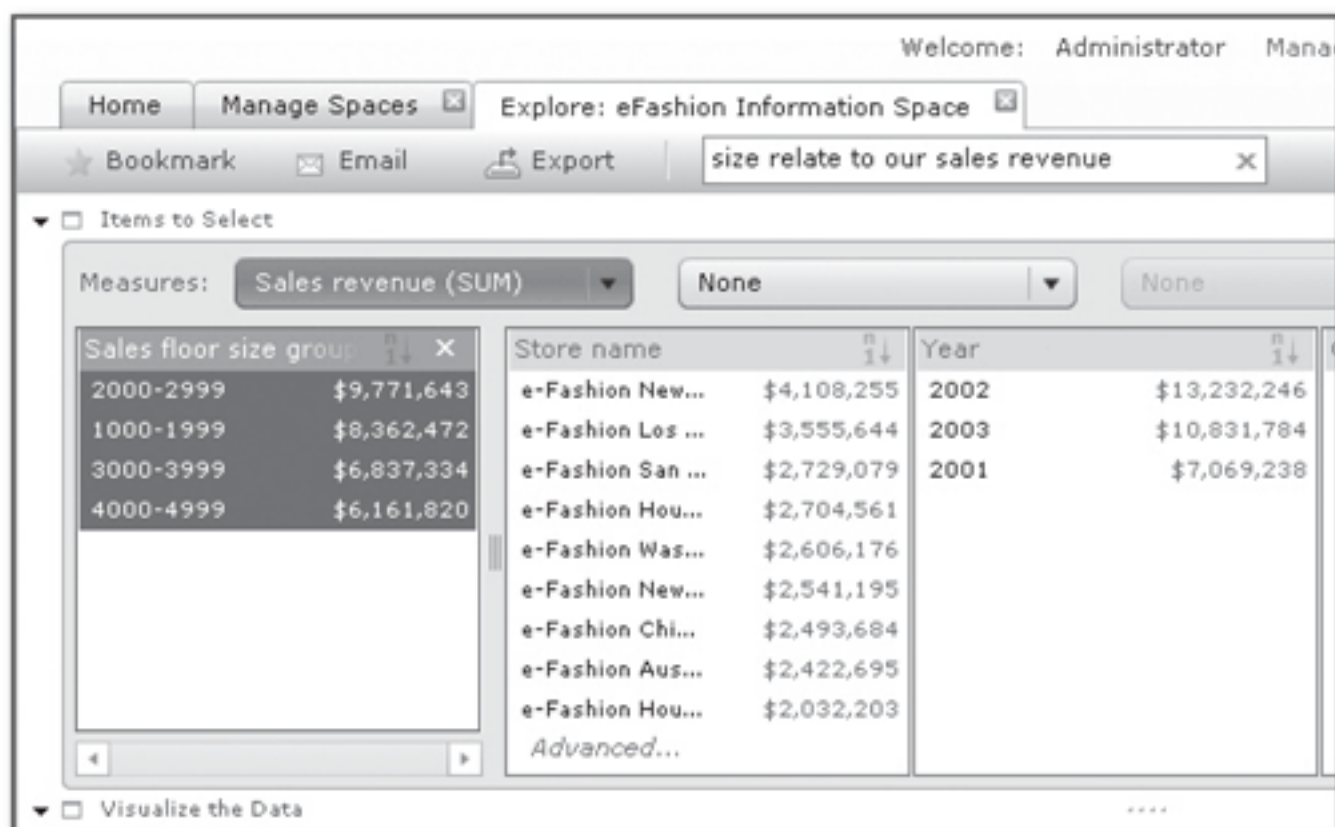 Welcome: Administrator Mana
Home Manage Spaces Explore: eFashion Information Space
Bookmark Email Export size relate to our sales revenue
Items to Select
Measures: Sales revenue (SUM) None None
Sales floor size group
2000-2999 $9,771,643
1000-1999 $8,362,472
3000-3999 $6,837,334
4000-4999 $6,161,820
Store name
e-Fashion New... $4,108,255
e-Fashion Los ... $3,555,644
e-Fashion San ... $2,729,079
e-Fashion Hou... $2,704,561
e-Fashion Was... $2,606,176
e-Fashion New... $2,541,195
e-Fashion Chi... $2,493,684
e-Fashion Aus... $2,422,695
e-Fashion Hou... $2,032,203
Advanced...
Year
2002 $13,232,246
2003 $10,831,784
2001 $7,069,238
Visualize the Data